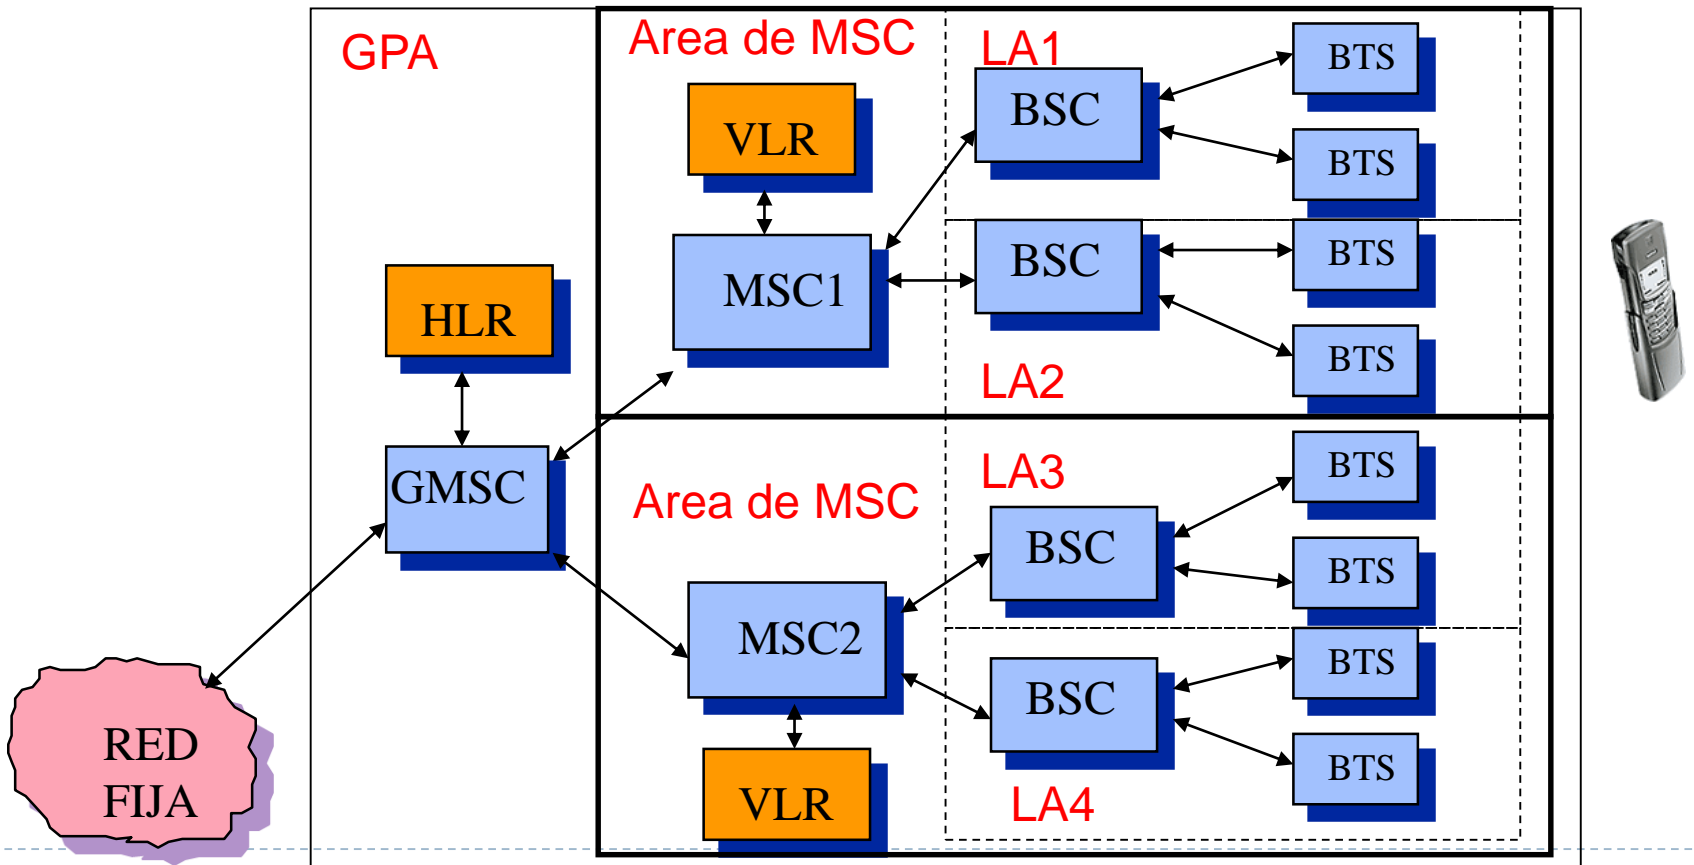 GPA
Area de MSC
LA1
BSC
BTS
BTS
VLR
MSC1
BSC
BTS
BTS
LA2
HLR
GMSC
Area de MSC
LA3
BSC
BTS
BTS
MSC2
BSC
BTS
BTS
LA4
VLR
RED
FIJA